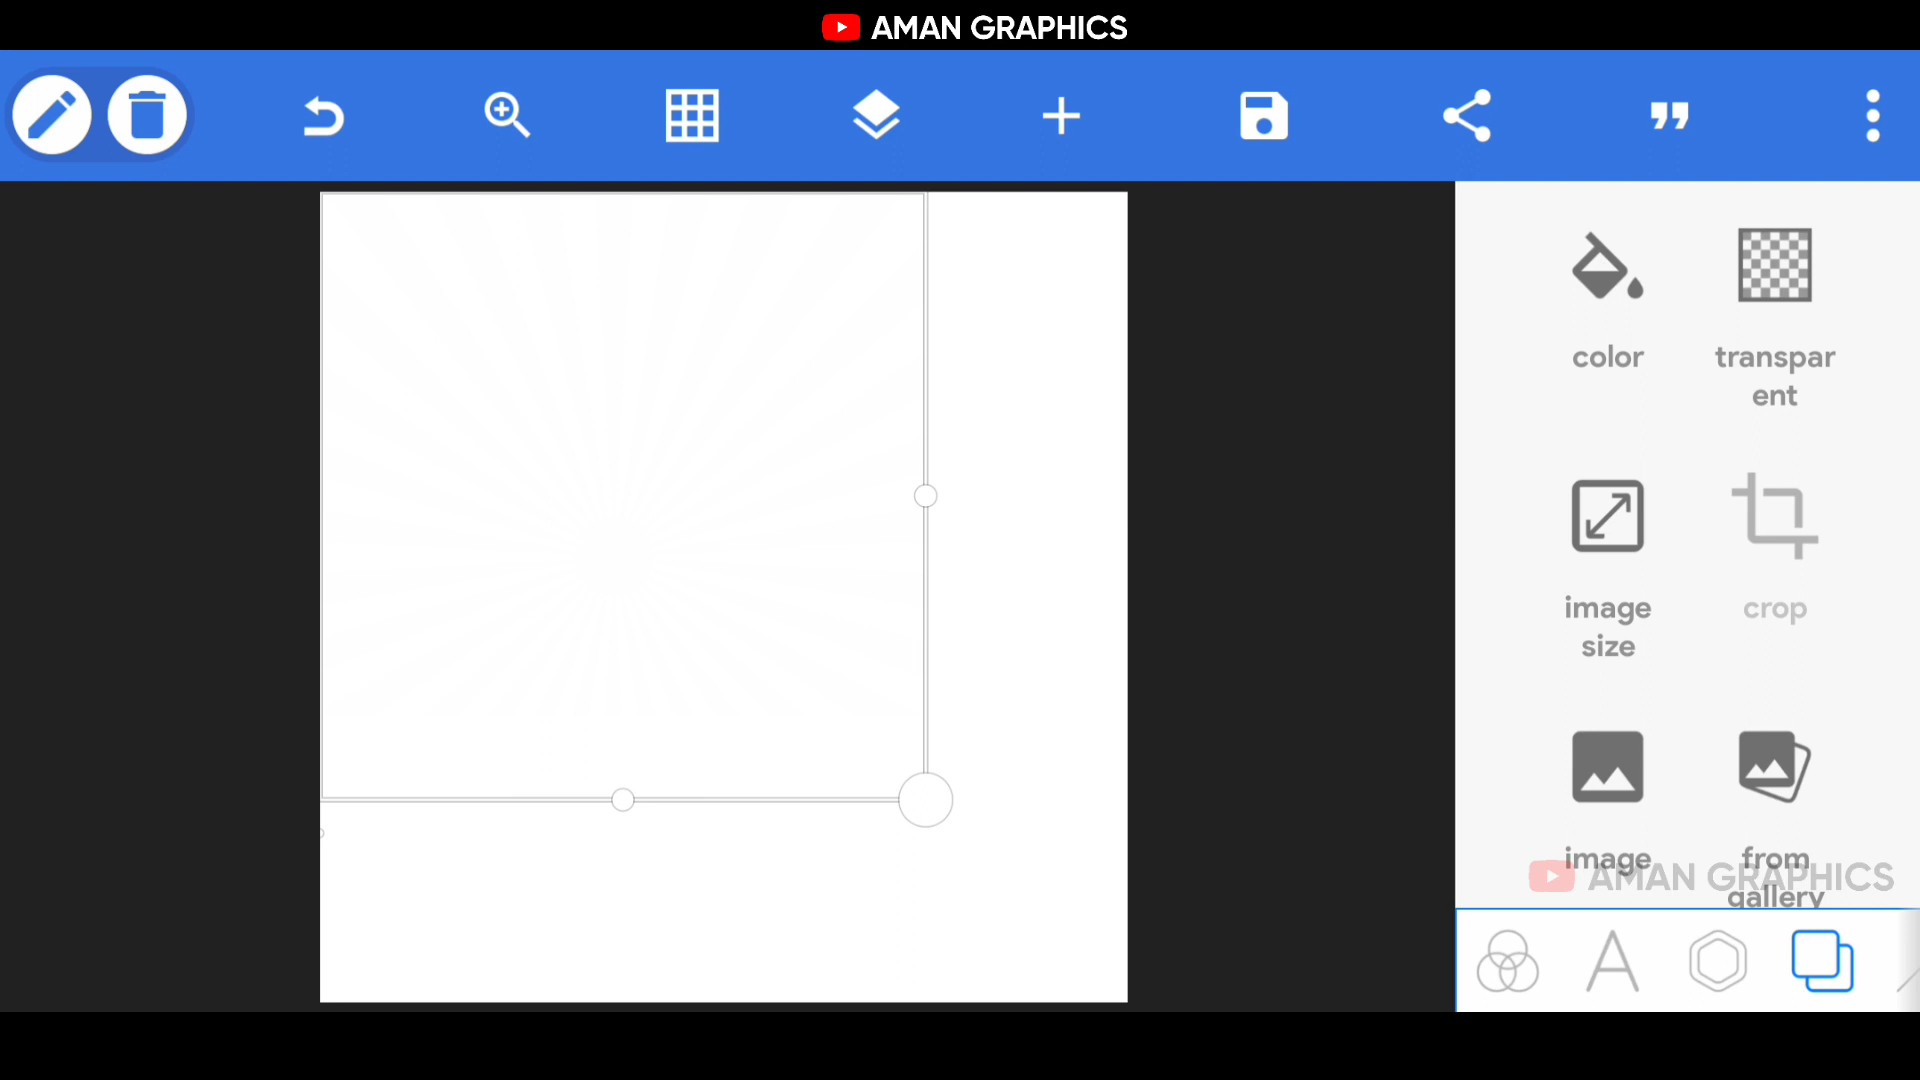 AMAN GRAPHICS
color
transpar
ent
image
size
crop
image
from
gallery
AMAN GRAPHICS